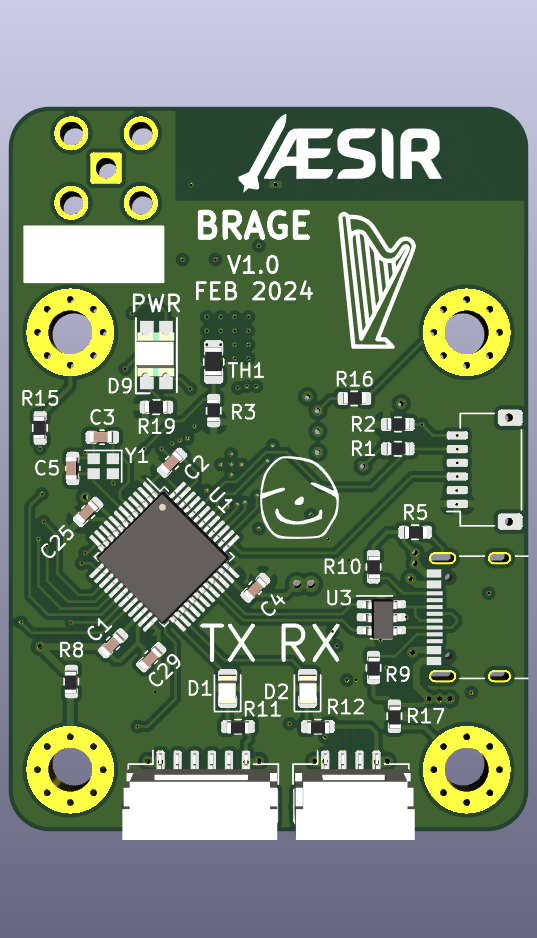 ÆSIR
BRAGE
V1.0
FEB 2024
PWR
TH1
D9
R16
R15
R19
R3
C3
R2
Y1
R1
C5
C2
U1
R5
C25
R10
C4
U3
C1
TX RX
R8
C29
R9
D1
D2
R11
R12
R17